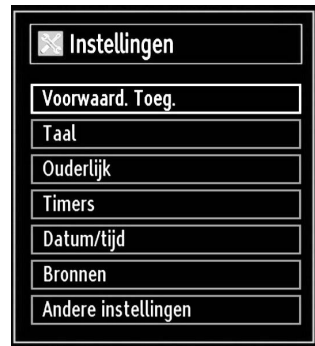 Instellingen
Voorwaard. Toeg.
Taal
Ouderlijk
Timers
Datum/tijd
Bronnen
Andere instellingen